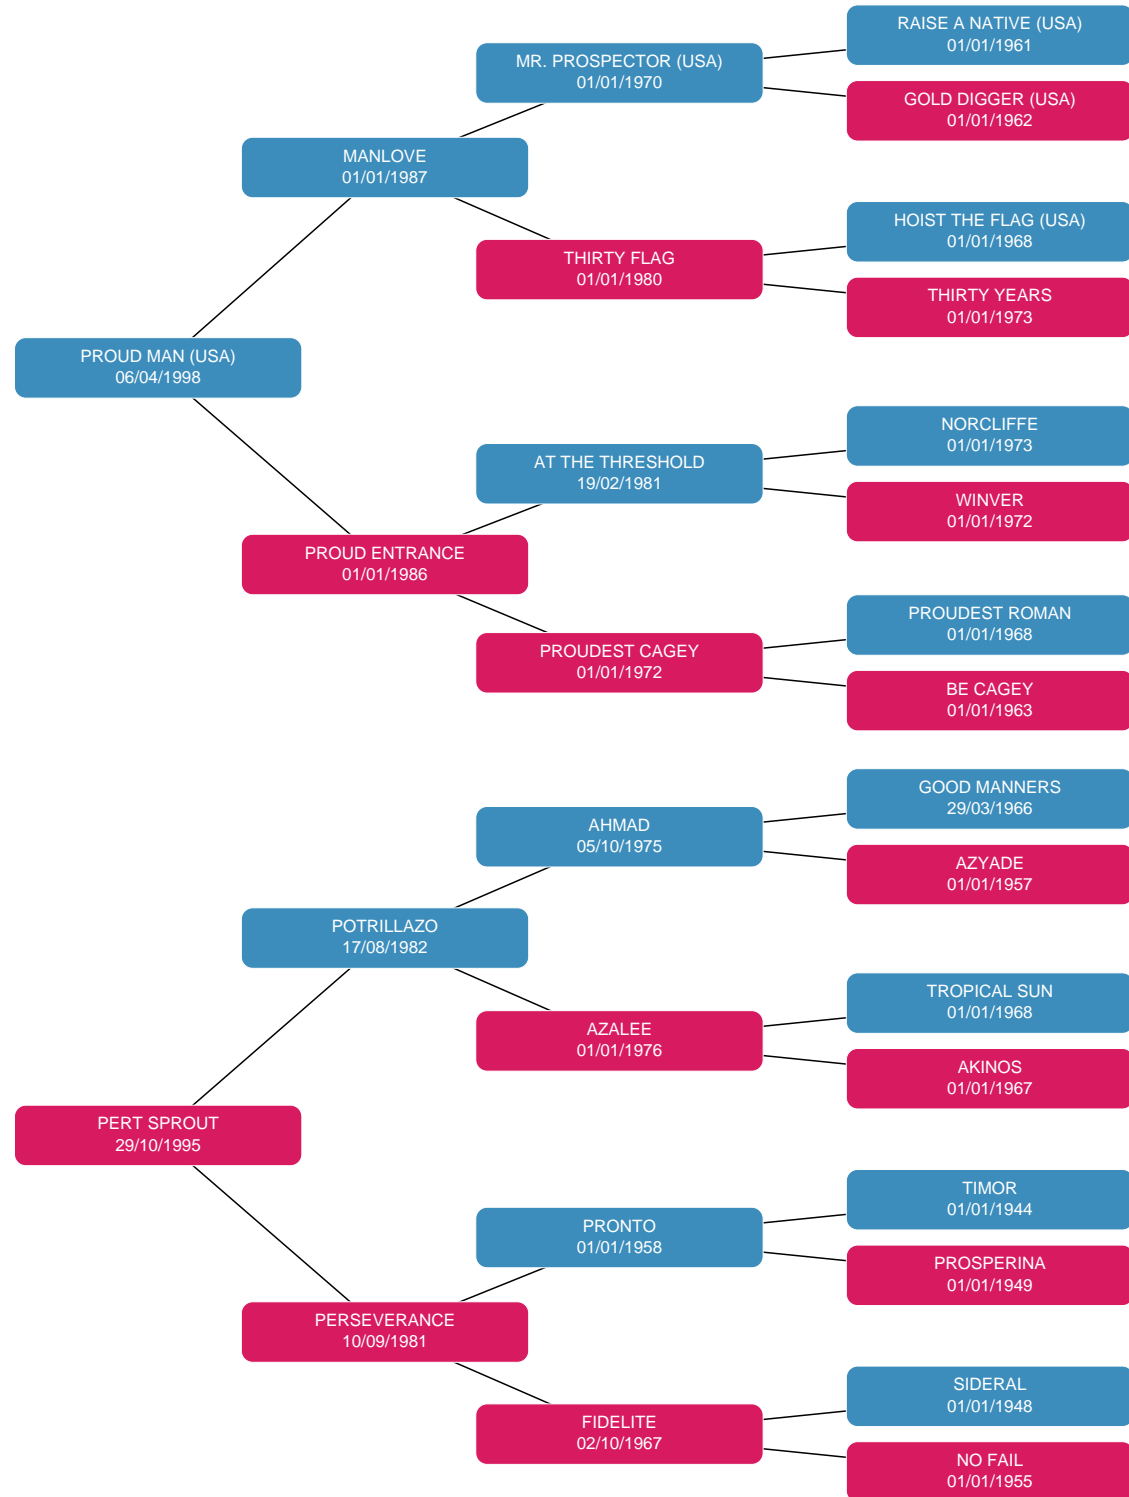 RAISE A NATIVE (USA)
01/01/1961
MR. PROSPECTOR (USA)
01/01/1970
GOLD DIGGER (USA)
01/01/1962
MANLOVE
01/01/1987
HOIST THE FLAG (USA)
01/01/1968
THIRTY FLAG
01/01/1980
THIRTY YEARS
01/01/1973
PROUD MAN (USA)
06/04/1998
NORCLIFFE
01/01/1973
AT THE THRESHOLD
19/02/1981
WINVER
01/01/1972
PROUD ENTRANCE
01/01/1986
PROUDEST ROMAN
01/01/1968
PROUDEST CAGEY
01/01/1972
BE CAGEY
01/01/1963
GOOD MANNERS
29/03/1966
AHMAD
05/10/1975
AZYADE
01/01/1957
POTRILLAZO
17/08/1982
TROPICAL SUN
01/01/1968
AZALEE
01/01/1976
AKINOS
01/01/1967
PERT SPROUT
29/10/1995
TIMOR
01/01/1944
PRONTO
01/01/1958
PROSPERINA
01/01/1949
PERSEVERANCE
10/09/1981
SIDERAL
01/01/1948
FIDELITE
02/10/1967
NO FAIL
01/01/1955